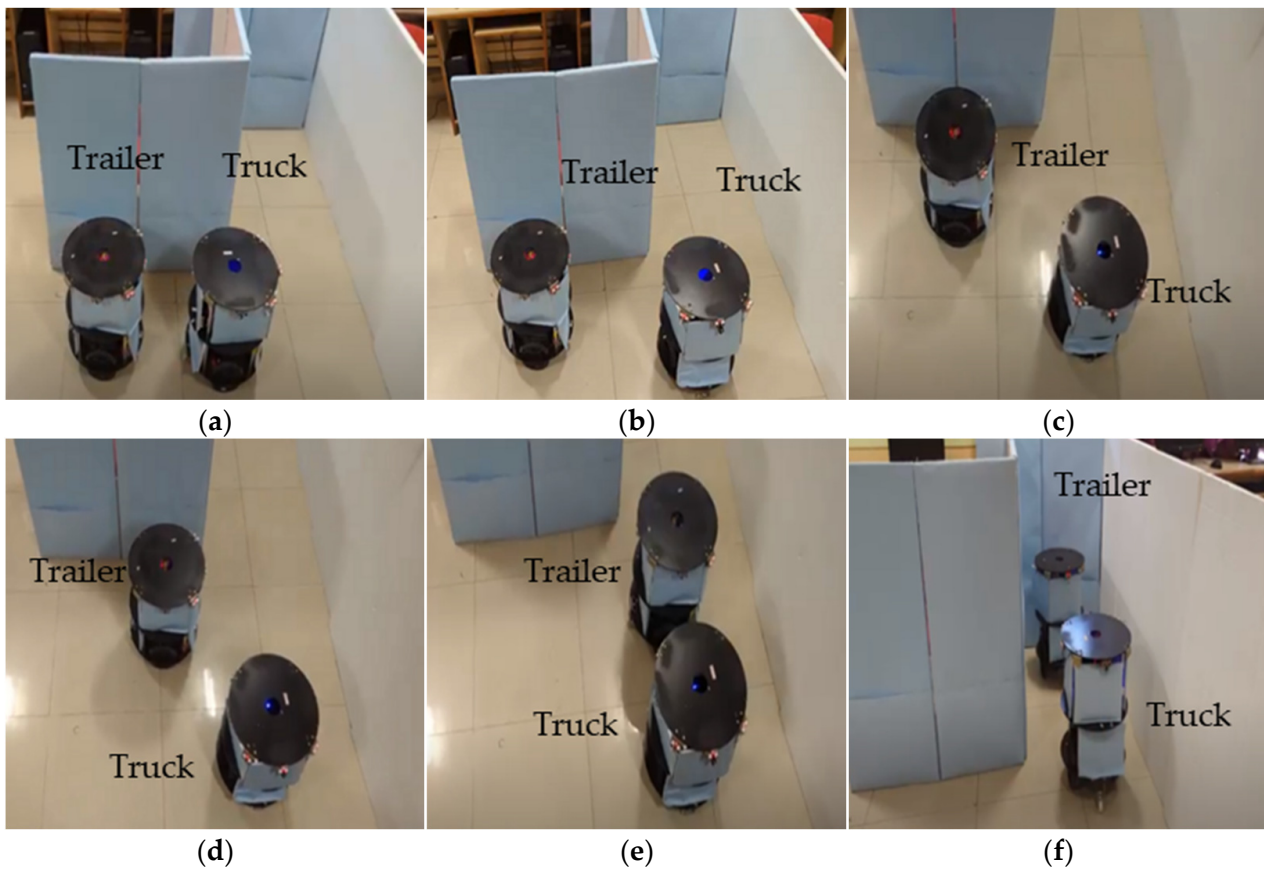 Trailer Truck
Trailer Truck
Trailer
Truck
(a) (b) (c)
Trailer
Truck
Trailer
Truck
Trailer
Truck
(d) (e) (f)